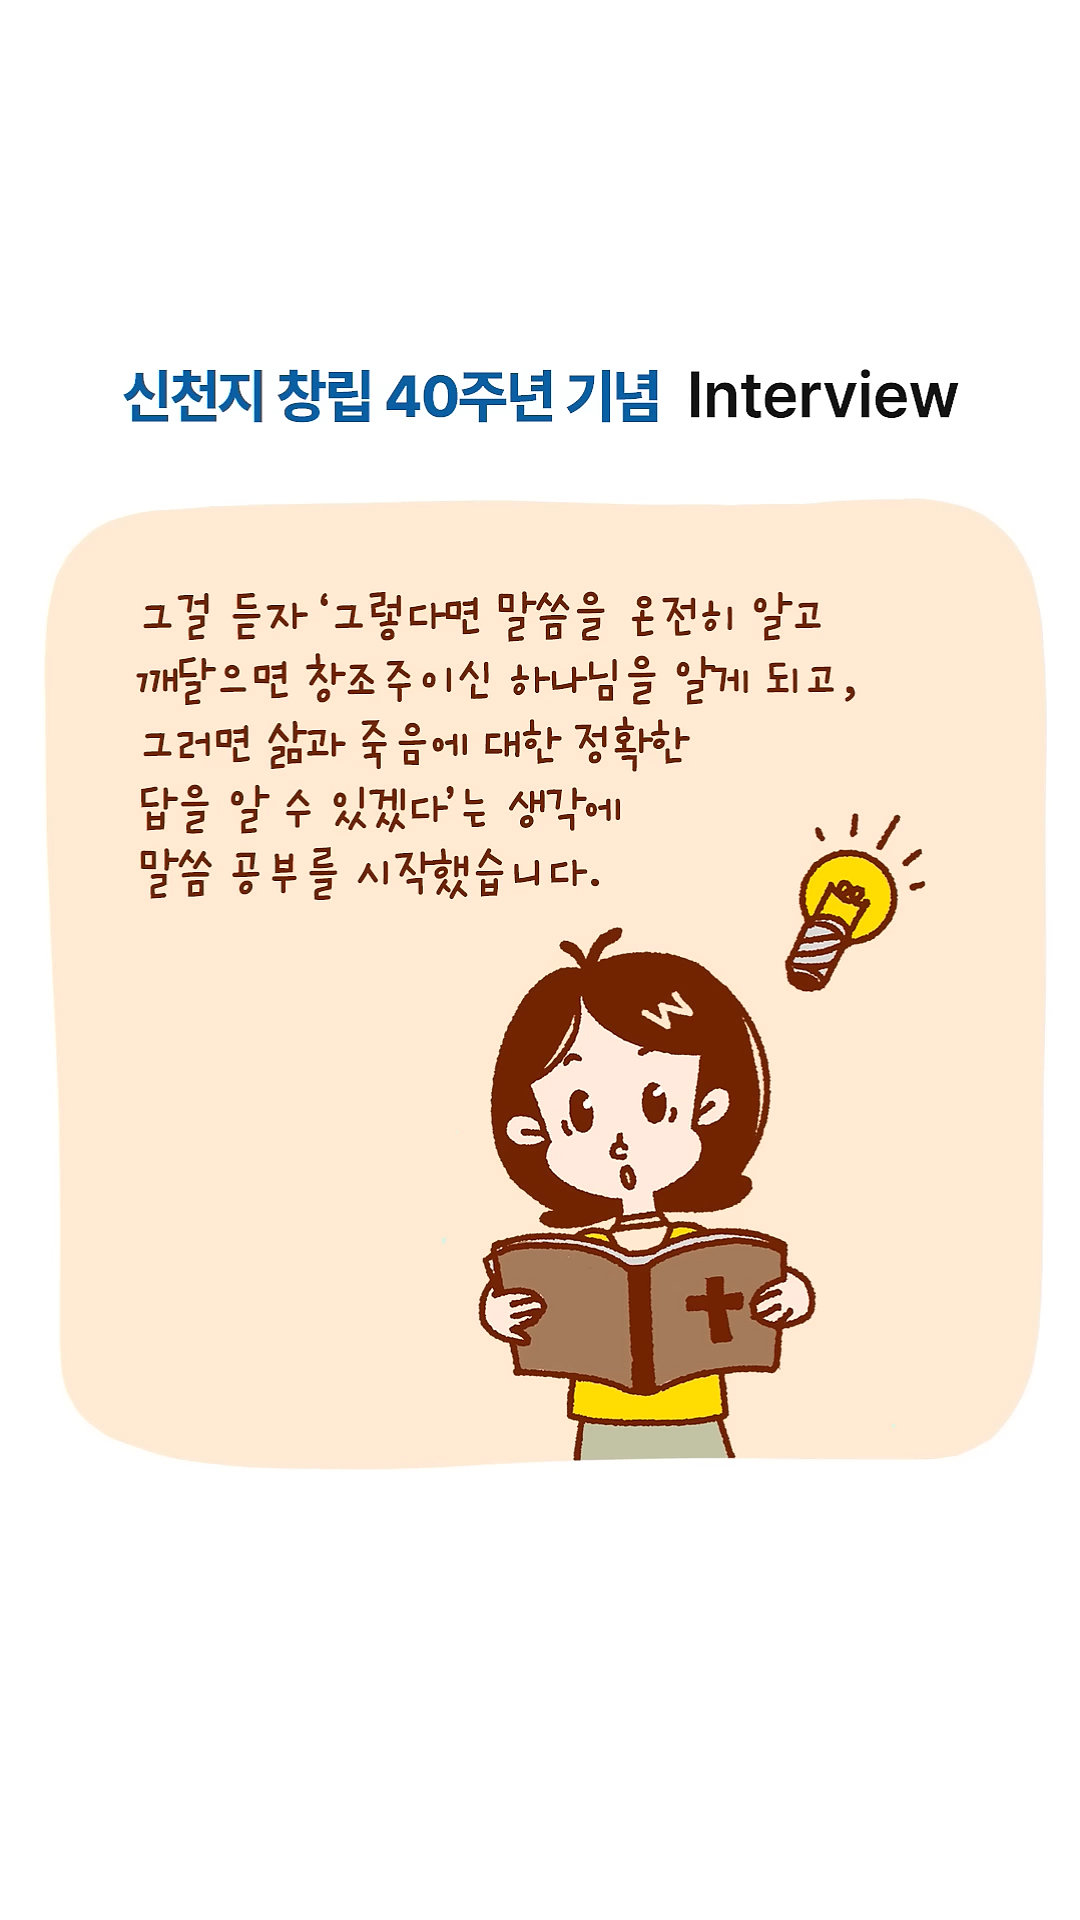 신천지 창립 40주년 기념 Interview
그걸 듣자 ‘그렇다면 말씀을 온전히 알고
깨달으면 창조주이신 하나님을 알게 되고,
그러면 삶과 죽음에 대한 정확한
답을 알 수 있겠다’는 생각에
말씀 공부를 시작했습니다.